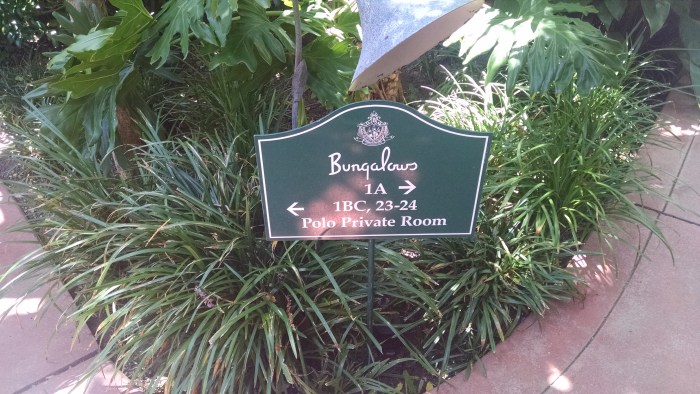 Bungalows
1A →
← 1BC, 23-24
Polo Private Room